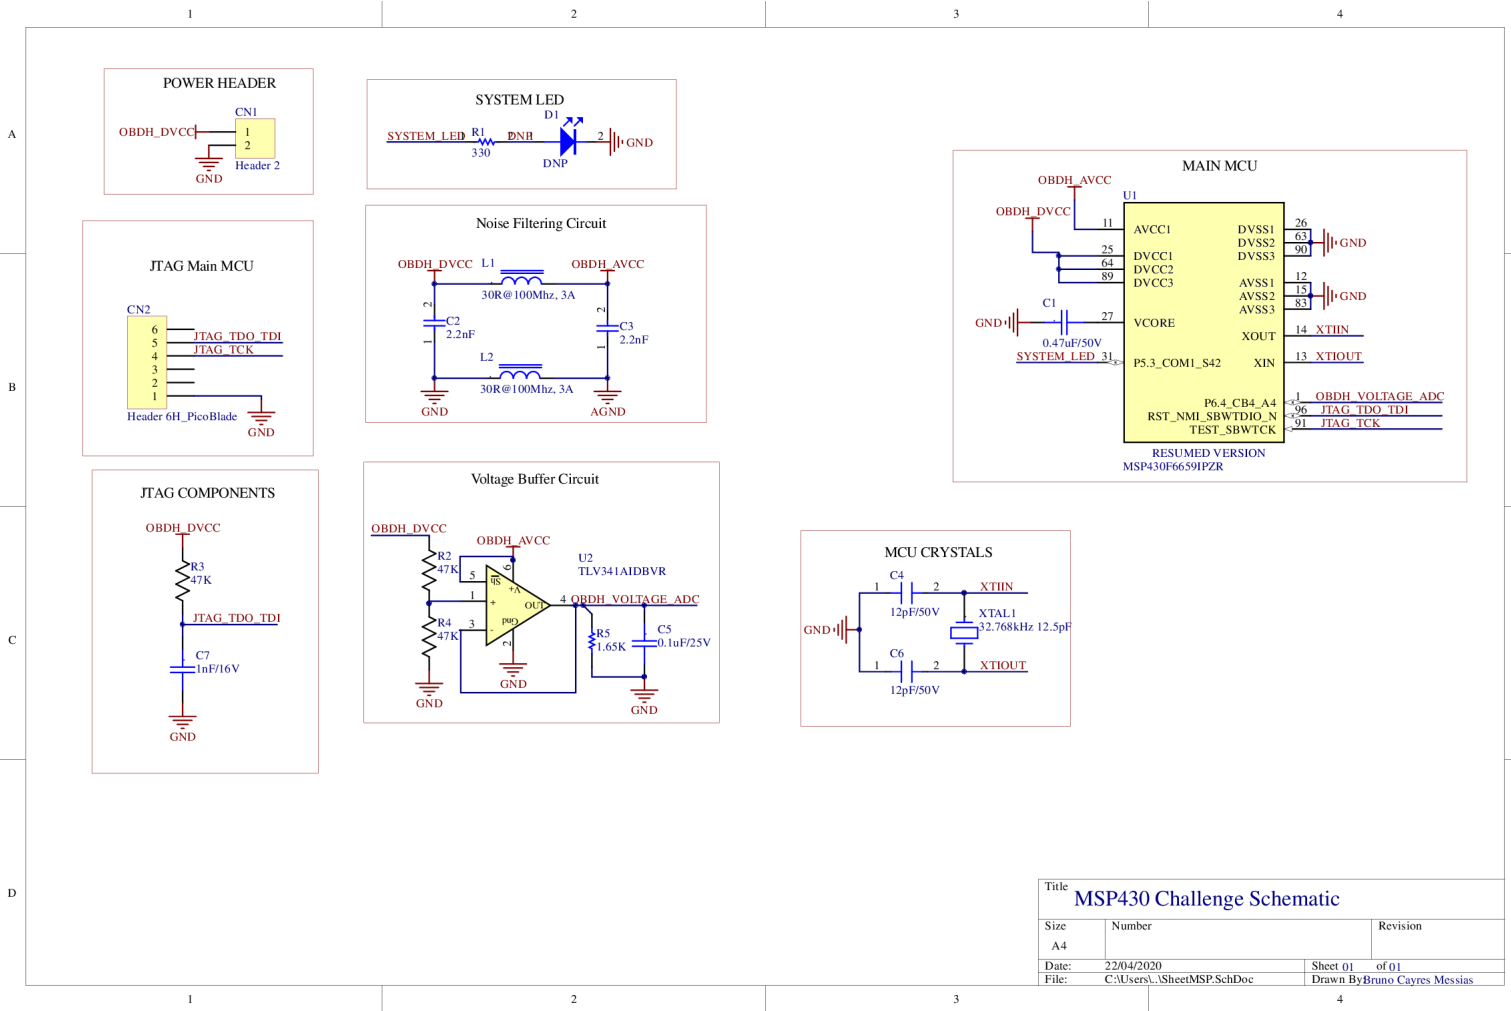 1 2 3 4
A
B
C
D
POWER HEADER
CN1
OBDH_DVCC
1
2
Header 2
GND
SYSTEM LED
D1
SYSTEM_LED
R1
330
DNP
2
GND
DNP
JTAG Main MCU
CN2
6
5 JTAG_TDO_TDI
4 JTAG_TCK
3
2
1
Header 6H_PicoBlade
GND
Noise Filtering Circuit
OBDH_DVCC L1 OBDH_AVCC
30R@100Mhz, 3A
2 2
C2
2.2nF
C3
2.2nF
1 1
L2
30R@100Mhz, 3A
GND AGND
MAIN MCU
OBDH_AVCC
OBDH_DVCC
U1
11 AVCC1
25 DVCC1
64 DVCC2
89 DVCC3
C1
GND
0.47uF/50V
27 VCORE
SYSTEM_LED 31 P5.3_COM1_S42
DVSS1 26
DVSS2 63 GND
DVSS3 90
AVSS1 12
AVSS2 15 GND
AVSS3 83
XOUT 14 XTIIN
XIN 13 XTIOUT
P6.4_CB4_A4 1 OBDH_VOLTAGE_ADC
RST_NMI_SBWTDIO_N 96 JTAG_TDO_TDI
TEST_SBWTCK 91 JTAG_TCK
RESUMED VERSION
MSP430F6659IPZR
JTAG COMPONENTS
OBDH_DVCC
R3
47K
JTAG_TDO_TDI
C7
1nF/16V
GND
Voltage Buffer Circuit
OBDH_DVCC
OBDH_AVCC
R2
47K
U2
TLV341AIDBVR
5
6
SD
V+
1
+
OUT
4 OBDH_VOLTAGE_ADC
R4
47K
3
-
Gnd
2
R5
1.65K
C5
0.1uF/25V
GND
GND
GND
MCU CRYSTALS
C4
1 2 XTIIN
12pF/50V
XTAL1
32.768kHz 12.5pF
GND
C6
1 2 XTIOUT
12pF/50V
Title
MSP430 Challenge Schematic
Size Number Revision
A4
Date: 22/04/2020 Sheet 01 of 01
File: C:\Users\..\SheetMSP.SchDoc Drawn By: Bruno Cayres Messias
1 2 3 4